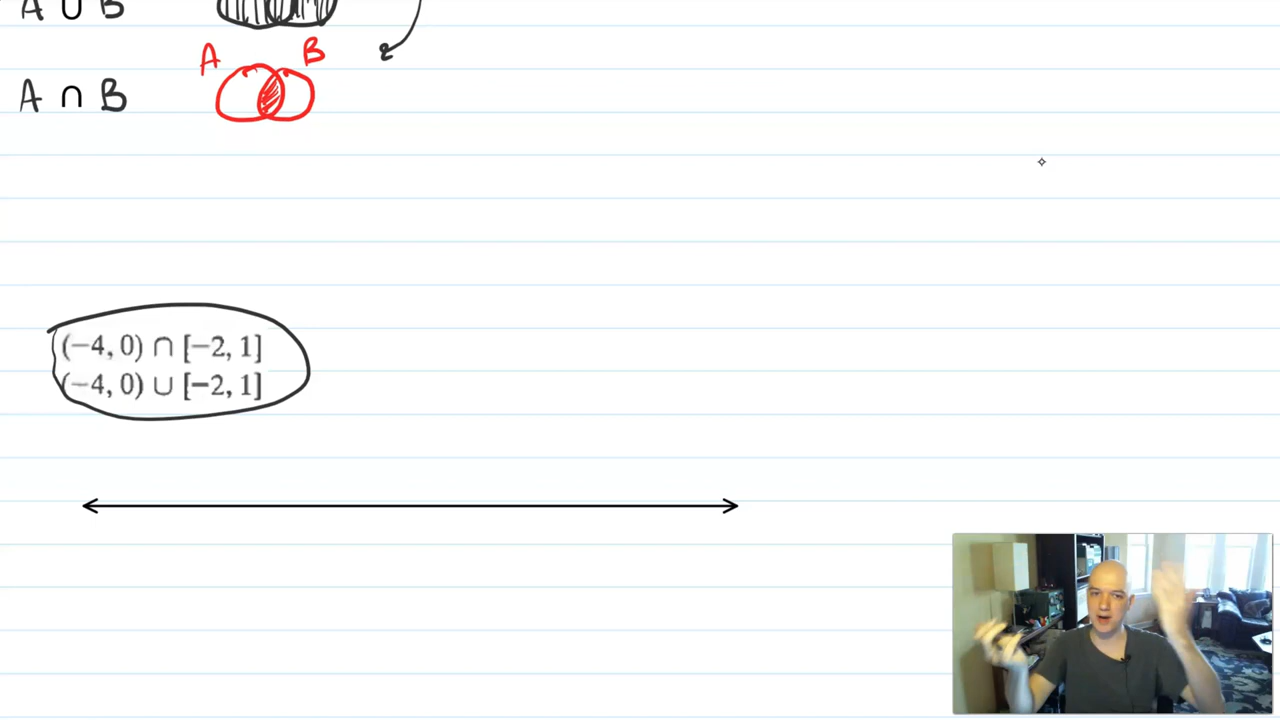 A ∪ B
A B
A ∩ B
(−4, 0) ∩ [−2, 1]
(−4, 0) ∪ [−2, 1]